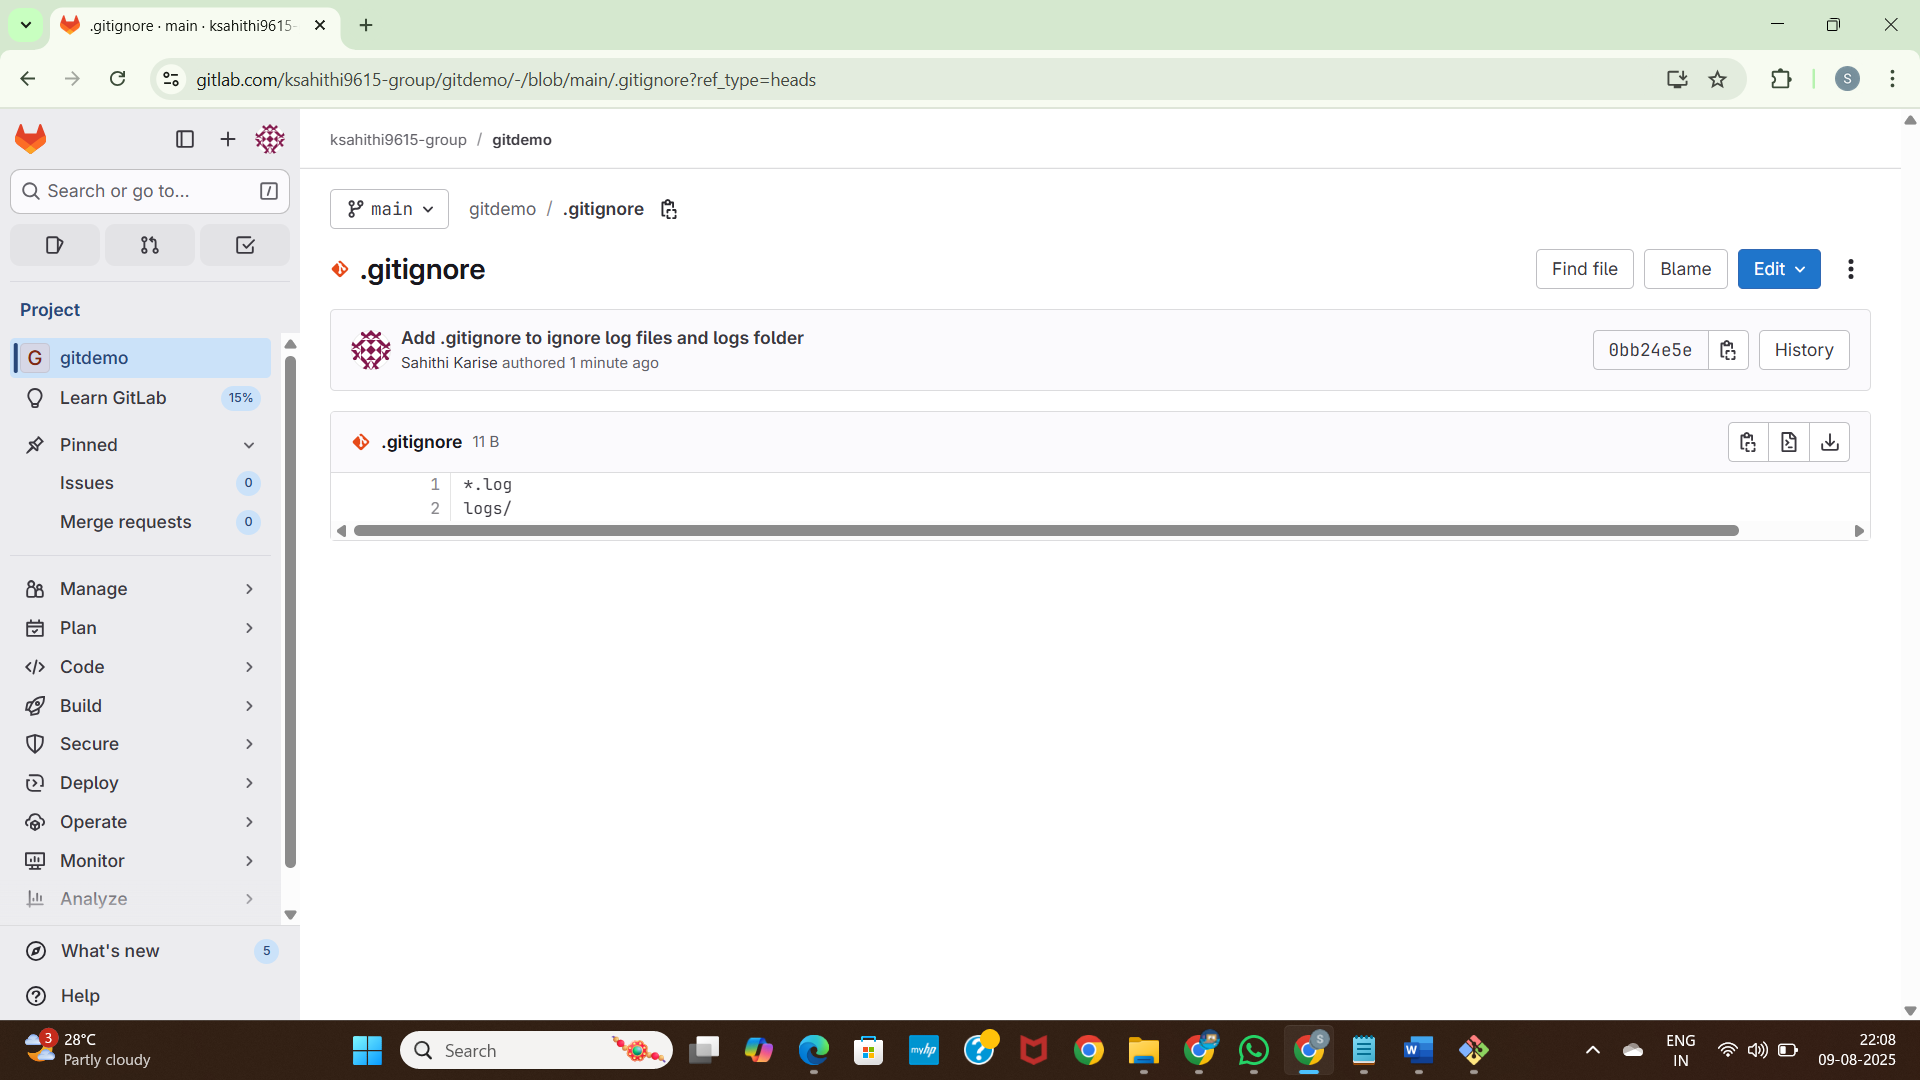 .gitignore · main · ksahithi9615-
gitlab.com/ksahithi9615-group/gitdemo/-/blob/main/.gitignore?ref_type=heads
S
ksahithi9615-group / gitdemo
Search or go to... /
main
gitdemo / .gitignore
.gitignore
Find file
Blame
Edit
Project
G gitdemo
Learn GitLab 15%
Pinned
Issues 0
Merge requests 0
Manage
Plan
Code
Build
Secure
Deploy
Operate
Monitor
Analyze
What's new 5
Help
Add .gitignore to ignore log files and logs folder
Sahithi Karise authored 1 minute ago
0bb24e5e
History
.gitignore 11 B
1 *.log
2 logs/
3
28°C
Partly cloudy
Search
myhp
?
S
W
ENG
IN
22:08
09-08-2025